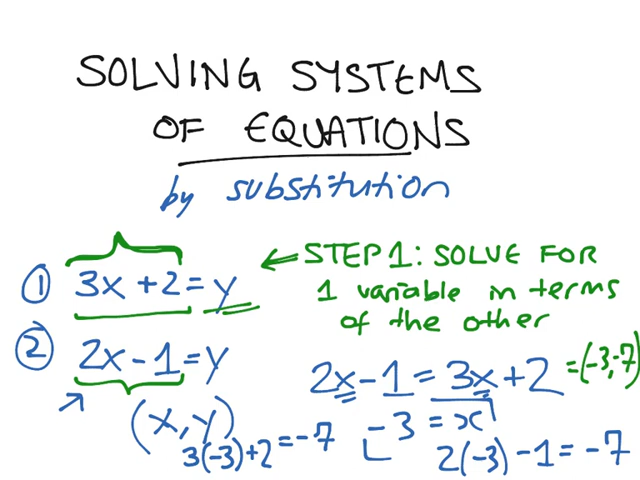 SOLVING SYSTEMS
OF EQUATIONS
by substitution
① 3x + 2 = y
← STEP 1: SOLVE FOR
1 variable in terms
of the other
② 2x - 1 = y
2x - 1 = 3x + 2
= (-3, -7)
(x, y)
-3 = x
3(-3) + 2 = -7
2(-3) - 1 = -7